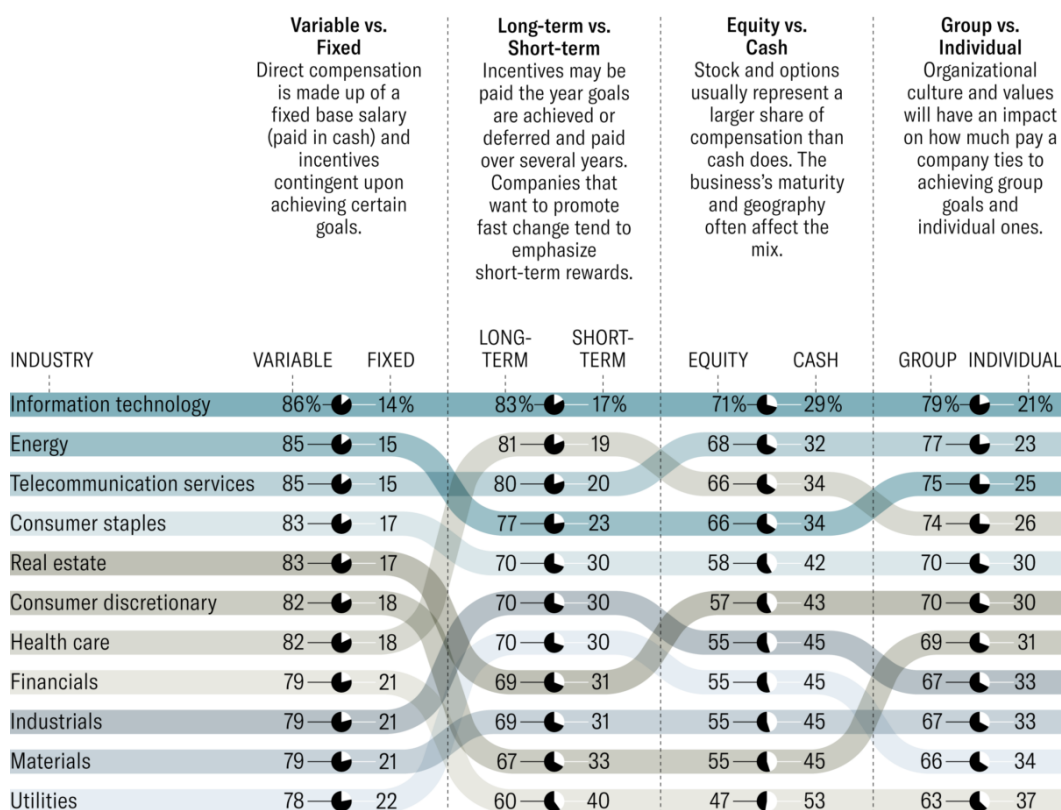 Variable vs.
Fixed
Direct compensation
is made up of a
fixed base salary
(paid in cash) and
incentives
contingent upon
achieving certain
goals.
Long-term vs.
Short-term
Incentives may be
paid the year goals
are achieved or
deferred and paid
over several years.
Companies that
want to promote
fast change tend to
emphasize
short-term rewards.
Equity vs.
Cash
Stock and options
usually represent a
larger share of
compensation than
cash does. The
business’s maturity
and geography
often affect the
mix.
Group vs.
Individual
Organizational
culture and values
will have an impact
on how much pay a
company ties to
achieving group
goals and
individual ones.
INDUSTRY VARIABLE FIXED LONG-TERM SHORT-TERM EQUITY CASH GROUP INDIVIDUAL
Information technology 86% 14% 83% 17% 71% 29% 79% 21%
Energy 85 15 81 19 68 32 77 23
Telecommunication services 85 15 80 20 66 34 75 25
Consumer staples 83 17 77 23 66 34 74 26
Real estate 83 17 70 30 58 42 70 30
Consumer discretionary 82 18 70 30 57 43 70 30
Health care 82 18 70 30 55 45 69 31
Financials 79 21 69 31 55 45 67 33
Industrials 79 21 69 31 55 45 67 33
Materials 79 21 67 33 55 45 66 34
Utilities 78 22 60 40 47 53 63 37